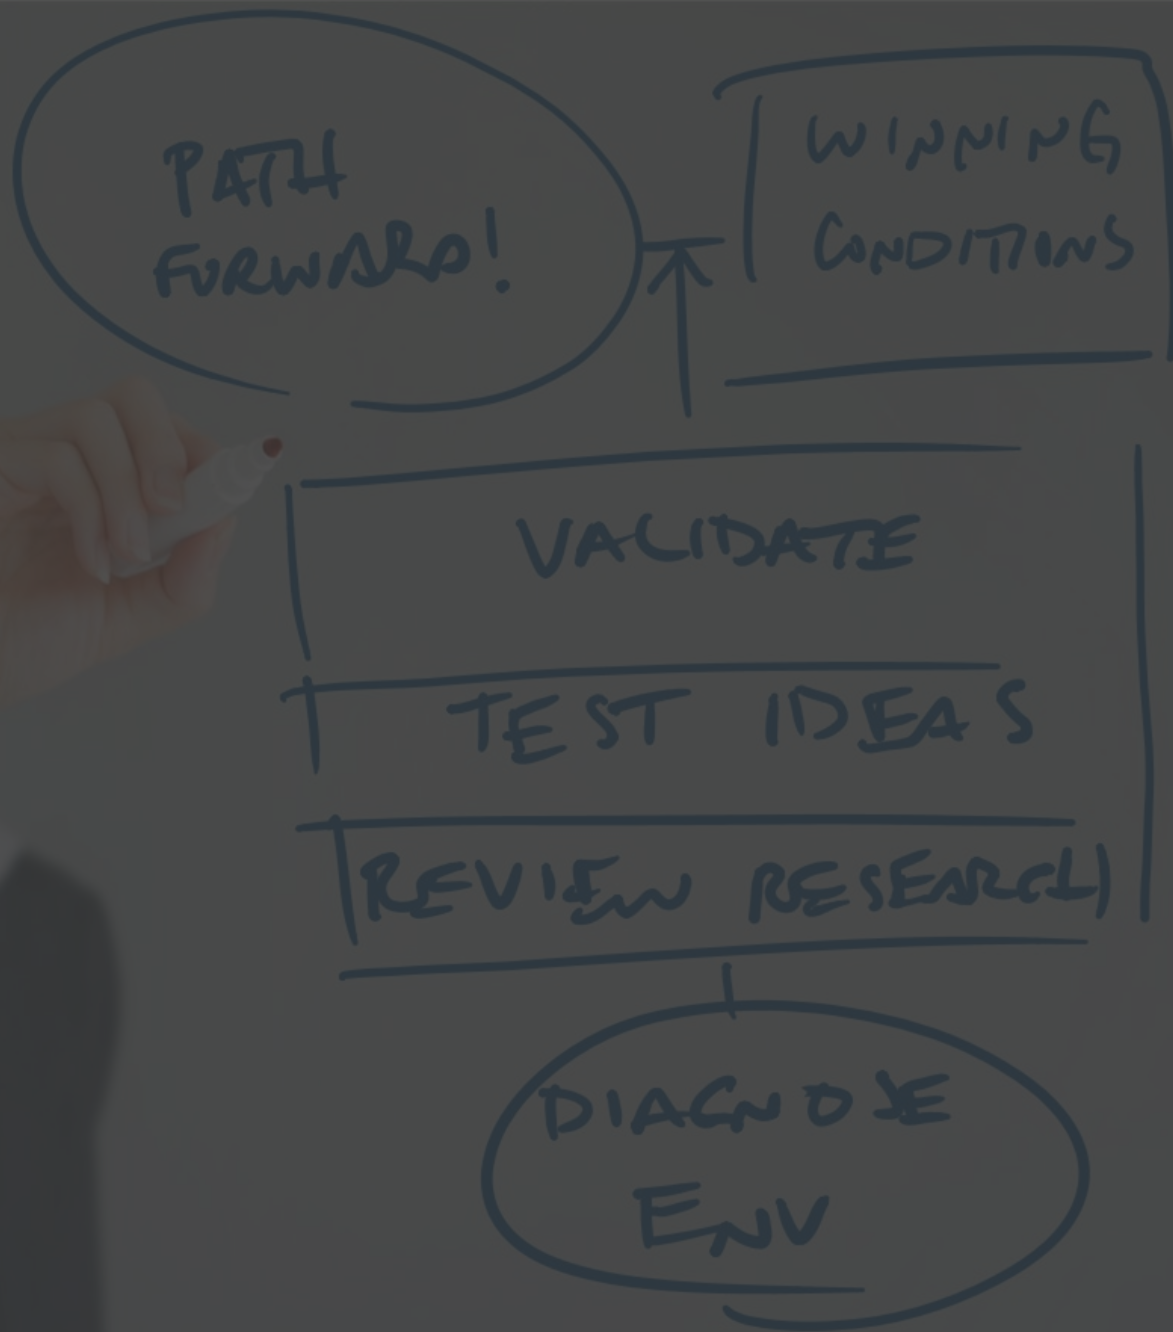 PATH
FORWARD!
WINNING
CONDITIONS
VALIDATE
TEST IDEAS
REVIEW RESEARCH
DIAGNOSE
ENV